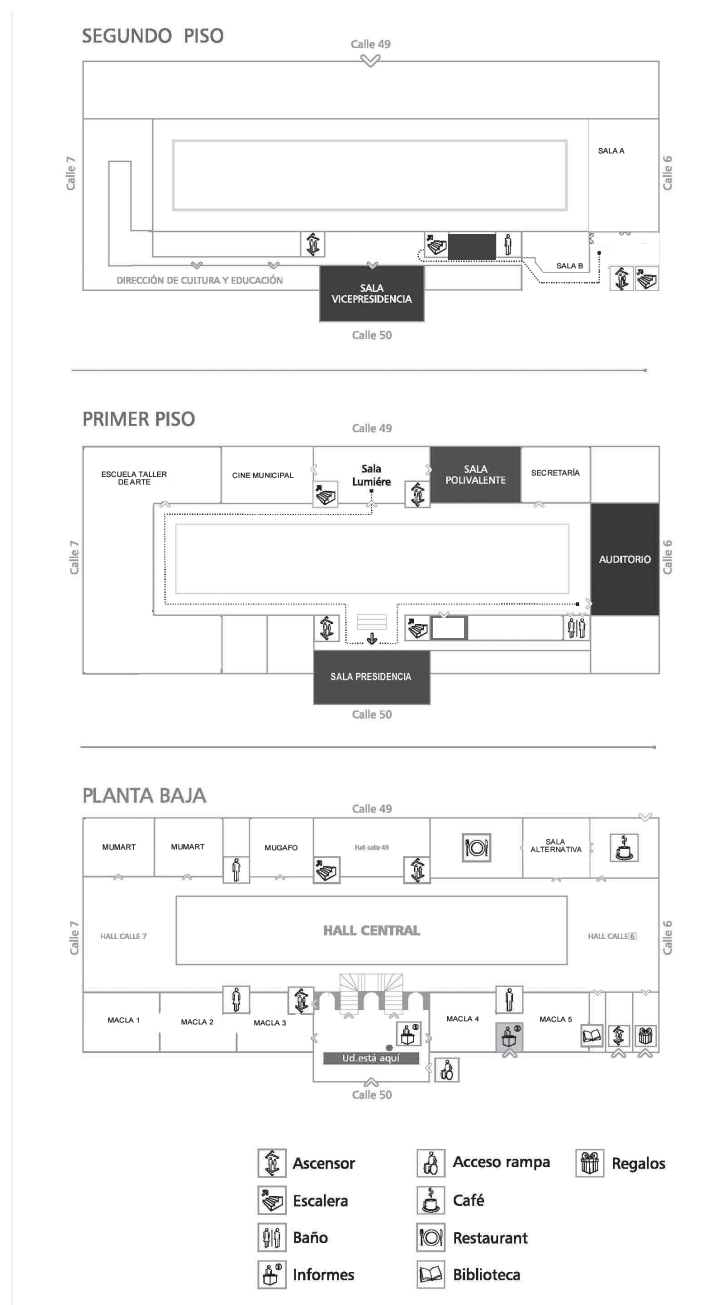 SEGUNDO PISO
Calle 49
Calle 7
SALA A
Calle 6
SALA B
DIRECCIÓN DE CULTURA Y EDUCACIÓN
SALA
VICEPRESIDENCIA
Calle 50
PRIMER PISO
Calle 49
ESCUELA TALLER
DE ARTE
CINE MUNICIPAL
Sala
Lumiére
SALA
POLIVALENTE
SECRETARÍA
Calle 7
AUDITORIO
Calle 6
SALA PRESIDENCIA
Calle 50
PLANTA BAJA
Calle 49
MUMART
MUMART
MUGAFO
Hall calle 49
SALA
ALTERNATIVA
Calle 7
HALL CALLE 7
HALL CENTRAL
HALL CALLE 6
Calle 6
MACLA 1
MACLA 2
MACLA 3
MACLA 4
MACLA 5
Ud.está aquí
Calle 50
Ascensor
Acceso rampa
Regalos
Escalera
Café
Baño
Restaurant
Informes
Biblioteca